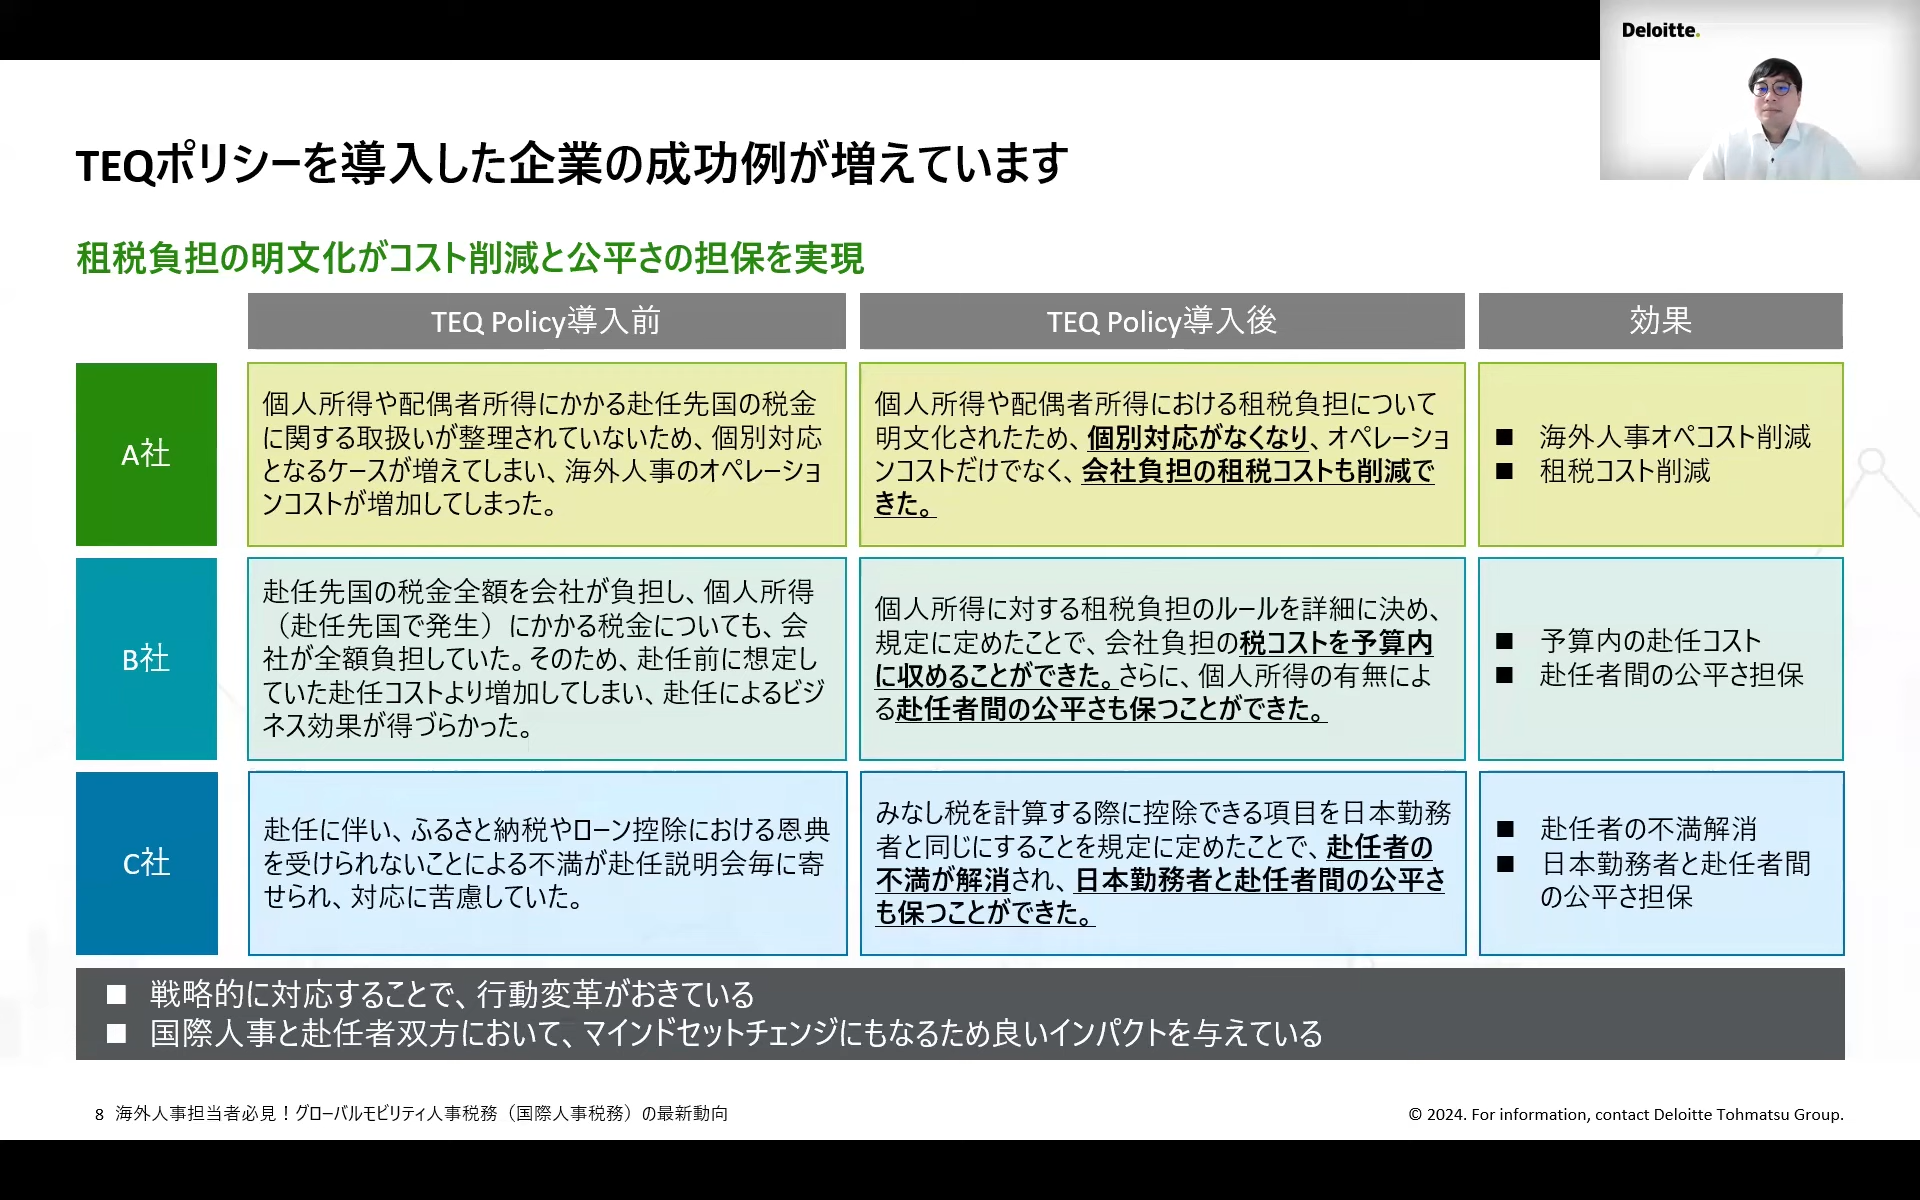 Deloitte.
TEQポリシーを導入した企業の成功例が増えています
租税負担の明文化がコスト削減と公平さの担保を実現
TEQ Policy導入前
TEQ Policy導入後
効果
A社
個人所得や配偶者所得にかかる赴任先国の税金
に関する取扱いが整理されていないため、個別対応
となるケースが増えてしまい、海外人事のオペレーショ
ンコストが増加してしまった。
個人所得や配偶者所得における租税負担について
明文化されたため、個別対応がなくなり、オペレーショ
ンコストだけでなく、会社負担の租税コストも削減で
きた。
■ 海外人事オペコスト削減
■ 租税コスト削減
B社
赴任先国の税金全額を会社が負担し、個人所得
（赴任先国で発生）にかかる税金についても、会
社が全額負担していた。そのため、赴任前に想定し
ていた赴任コストより増加してしまい、赴任によるビジ
ネス効果が得づらかった。
個人所得に対する租税負担のルールを詳細に決め、
規定に定めたことで、会社負担の税コストを予算内
に収めることができた。さらに、個人所得の有無によ
る赴任者間の公平さも保つことができた。
■ 予算内の赴任コスト
■ 赴任者間の公平さ担保
C社
赴任に伴い、ふるさと納税やローン控除における恩典
を受けられないことによる不満が赴任説明会毎に寄
せられ、対応に苦慮していた。
みなし税を計算する際に控除できる項目を日本勤務
者と同じにすることを規定に定めたことで、赴任者の
不満が解消され、日本勤務者と赴任者間の公平さ
も保つことができた。
■ 赴任者の不満解消
■ 日本勤務者と赴任者間
の公平さ担保
■ 戦略的に対応することで、行動変革がおきている
■ 国際人事と赴任者双方において、マインドセットチェンジにもなるため良いインパクトを与えている
8 海外人事担当者必見！グローバルモビリティ人事税務（国際人事税務）の最新動向
© 2024. For information, contact Deloitte Tohmatsu Group.